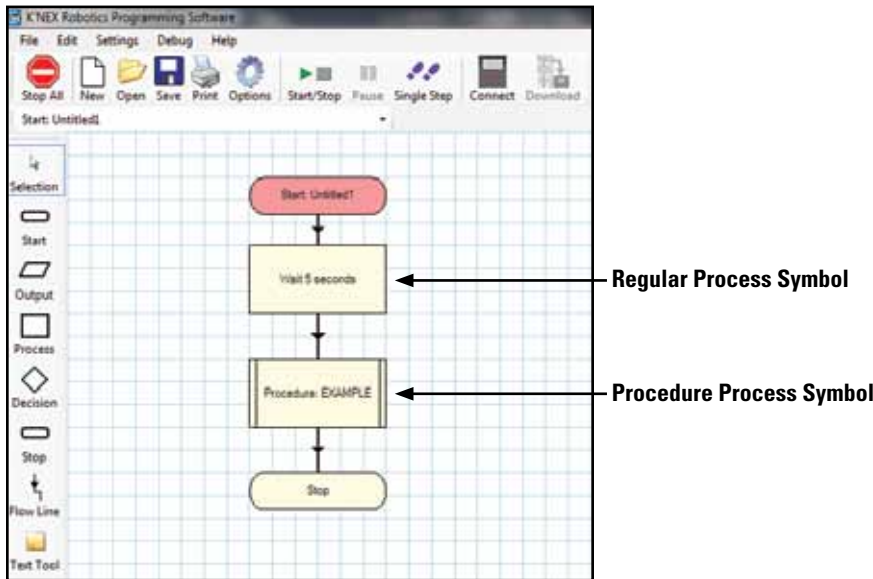 K'NEX Robotics Programming Software
File Edit Settings Debug Help
Stop All New Open Save Print Options Start/Stop Pause Single Step Connect Download
Start: Untitled1
Selection
Start
Output
Process
Decision
Stop
Flow Line
Text Tool
Start: Untitled1
Wait 5 seconds
Regular Process Symbol
Procedure: EXAMPLE
Procedure Process Symbol
Stop